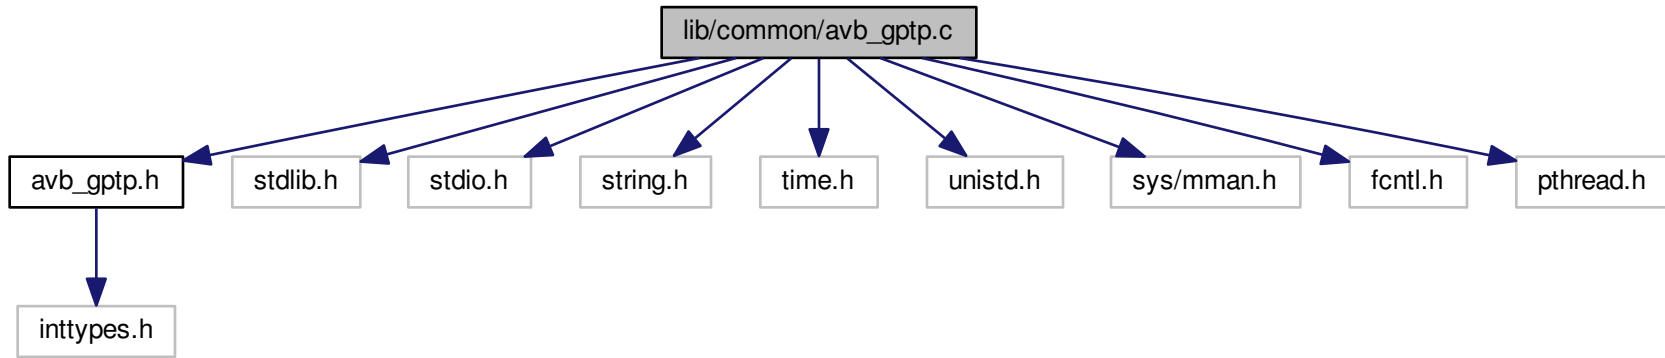 lib/common/avb_gptp.c
avb_gptp.h
stdlib.h
stdio.h
string.h
time.h
unistd.h
sys/mman.h
fcntl.h
pthread.h
inttypes.h